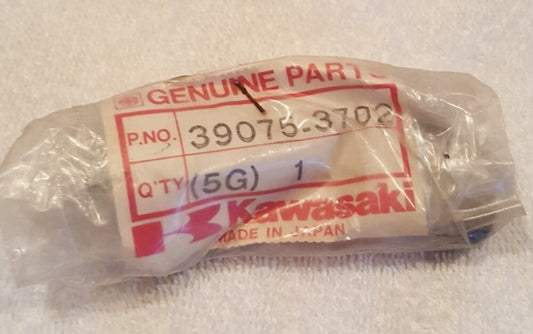 GENUINE PARTS
P.NO. 39075-3702
Q'TY (5G) 1
Kawasaki
MADE IN JAPAN